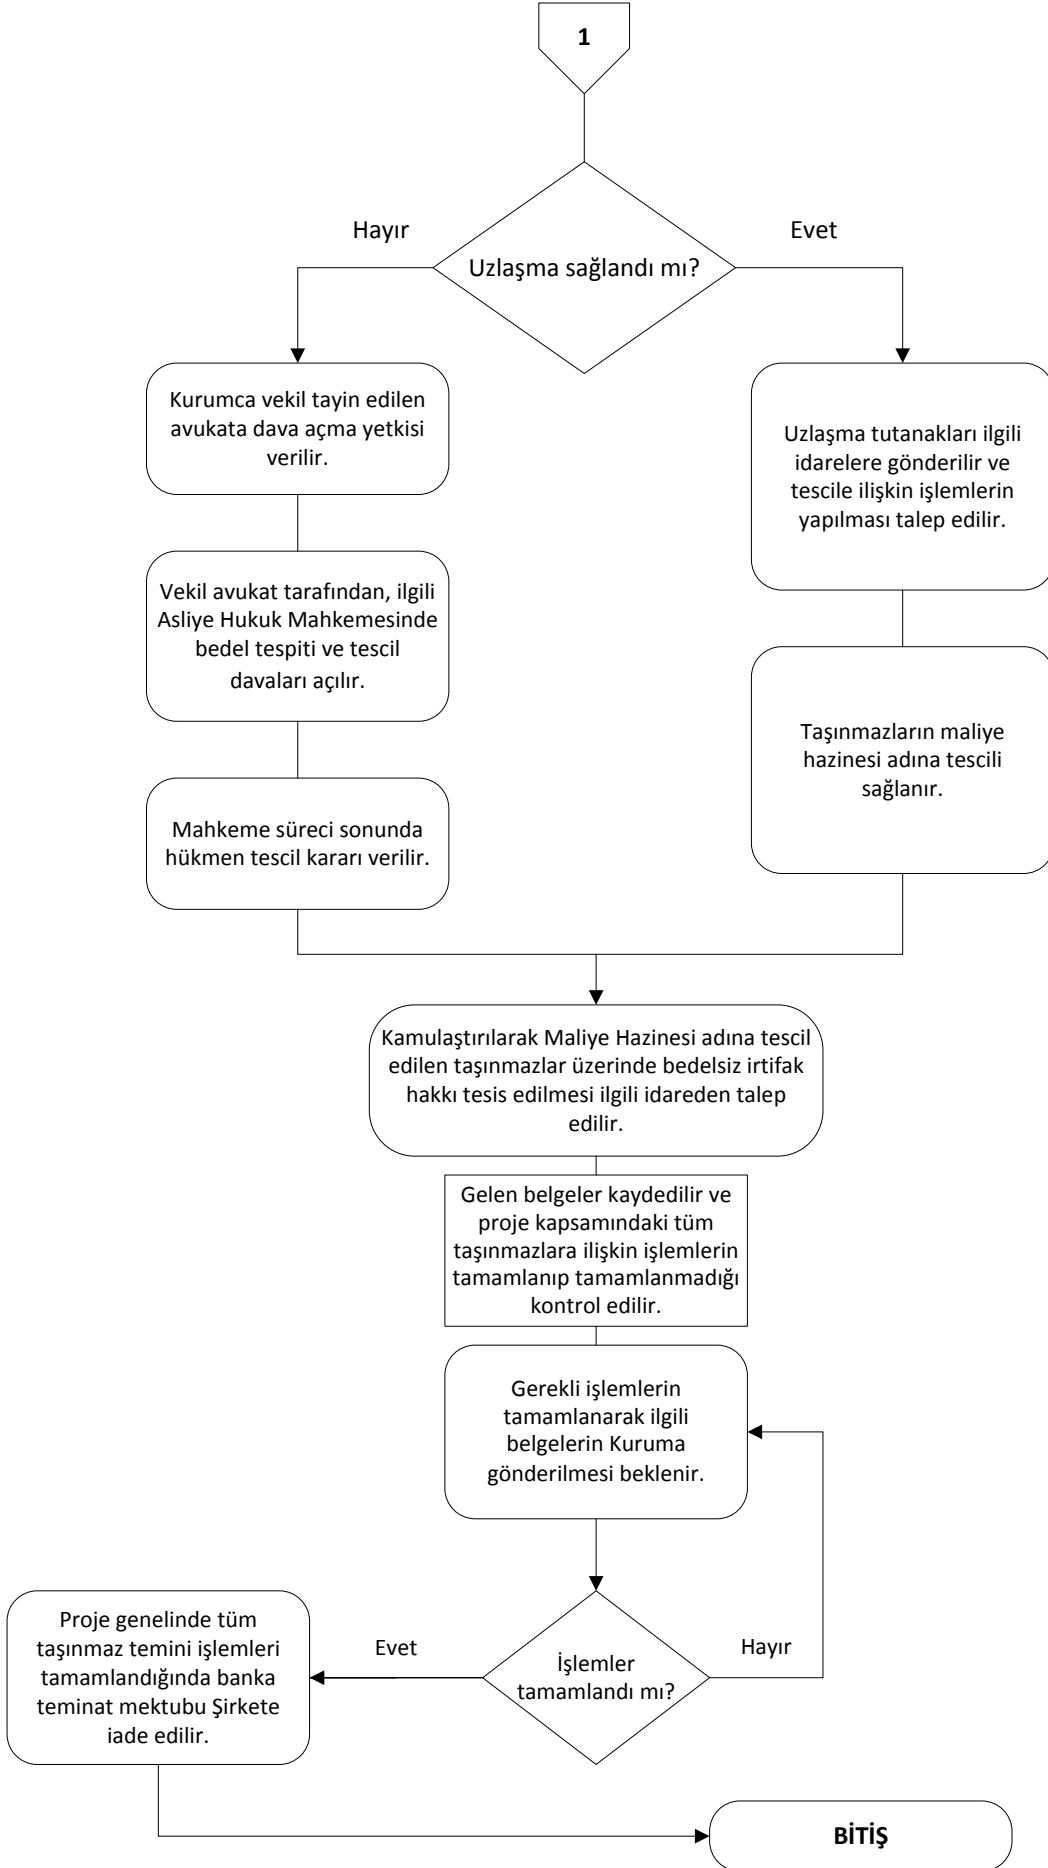 1
Hayır
Evet
Uzlaşma sağlandı mı?
Kurumca vekil tayin edilen
avukata dava açma yetkisi
verilir.
Uzlaşma tutanakları ilgili
idarelere gönderilir ve
tescile ilişkin işlemlerin
yapılması talep edilir.
Vekil avukat tarafından, ilgili
Asliye Hukuk Mahkemesinde
bedel tespiti ve tescil
davaları açılır.
Taşınmazların maliye
hazinesi adına tescili
sağlanır.
Mahkeme süreci sonunda
hükmen tescil kararı verilir.
Kamulaştırılarak Maliye Hazinesi adına tescil
edilen taşınmazlar üzerinde bedelsiz irtifak
hakkı tesis edilmesi ilgili idareden talep
edilir.
Gelen belgeler kaydedilir ve
proje kapsamındaki tüm
taşınmazlara ilişkin işlemlerin
tamamlanıp tamamlanmadığı
kontrol edilir.
Gerekli işlemlerin
tamamlanarak ilgili
belgelerin Kuruma
gönderilmesi beklenir.
Proje genelinde tüm
taşınmaz temini işlemleri
tamamlandığında banka
teminat mektubu Şirkete
iade edilir.
Evet
İşlemler
tamamlandı mı?
Hayır
BİTİŞ